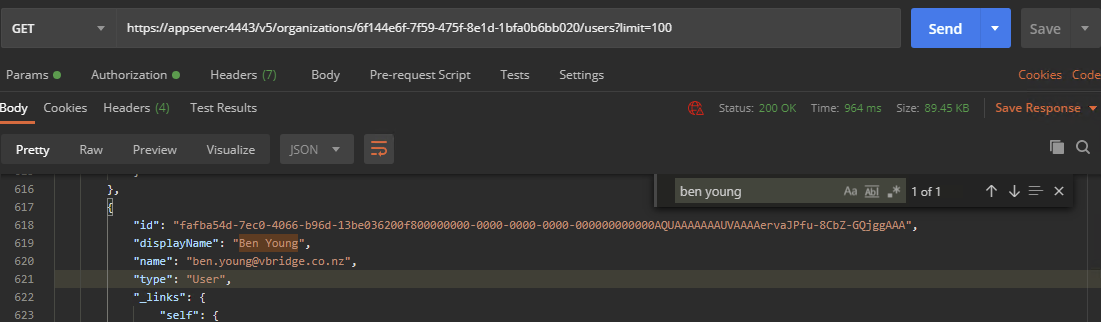 GET https://appserver:4443/v5/organizations/6f144e6f-7f59-475f-8e1d-1bfa0b6bb020/users?limit=100 Send Save
Params Authorization Headers (7) Body Pre-request Script Tests Settings Cookies Code
Body Cookies Headers (4) Test Results Status: 200 OK Time: 964 ms Size: 89.45 KB Save Response
Pretty Raw Preview Visualize JSON
616 },
ben young Aa Abl .* 1 of 1
617 {
618 "id": "fafba54d-7ec0-4066-b96d-13be036200f800000000-0000-0000-0000-000000000000AQUAAAAAAAUVAAAAervaJPfu-8CbZ-GQjggAAA",
619 "displayName": "Ben Young",
620 "name": "ben.young@vbridge.co.nz",
621 "type": "User",
622 "_links": {
623 "self": {